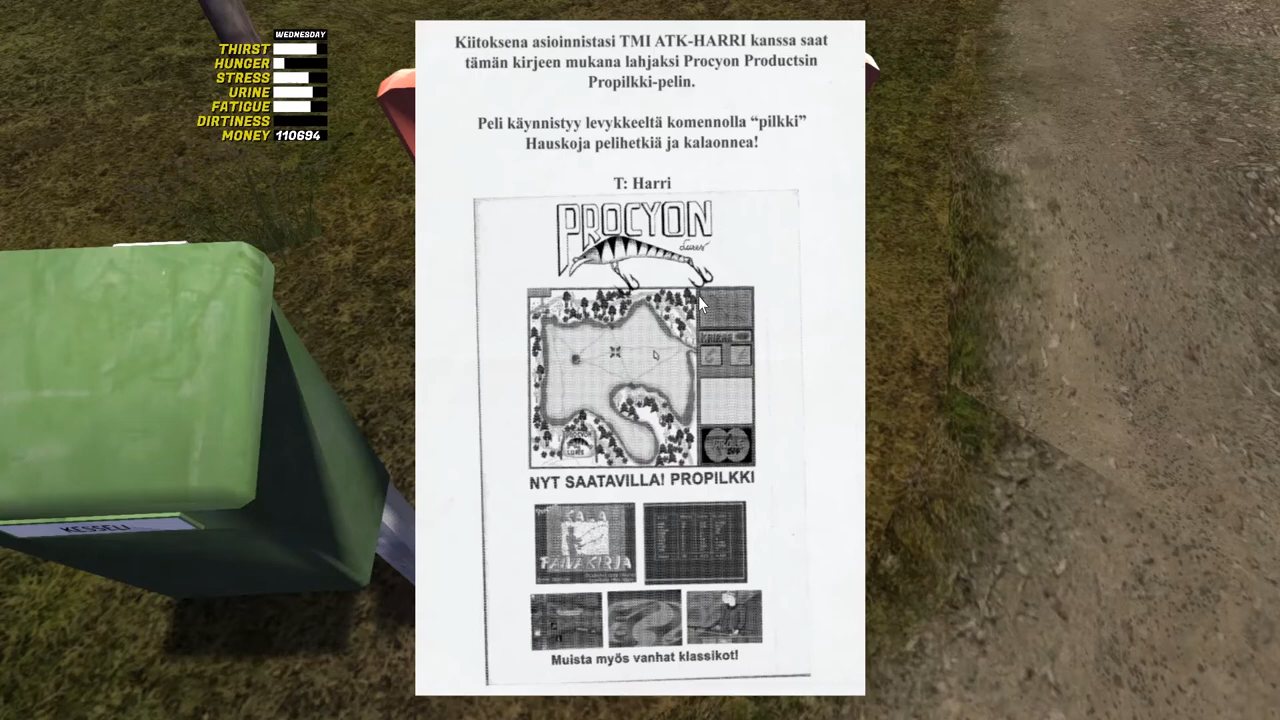 WEDNESDAY
THIRST
HUNGER
STRESS
URINE
FATIGUE
DIRTINESS
MONEY 110694
Kiitoksena asioinnistasi TMI ATK-HARRI kanssa saat
tämän kirjeen mukana lahjaksi Procyon Productsin
Propilkki-pelin.
Peli käynnistyy levykkeeltä komennolla “pilkki”
Hauskoja pelihetkiä ja kalaonnea!
T: Harri
PROCYON
Lures
NYT SAATAVILLA! PROPILKKI
Muista myös vanhat klassikot!
KESSELI